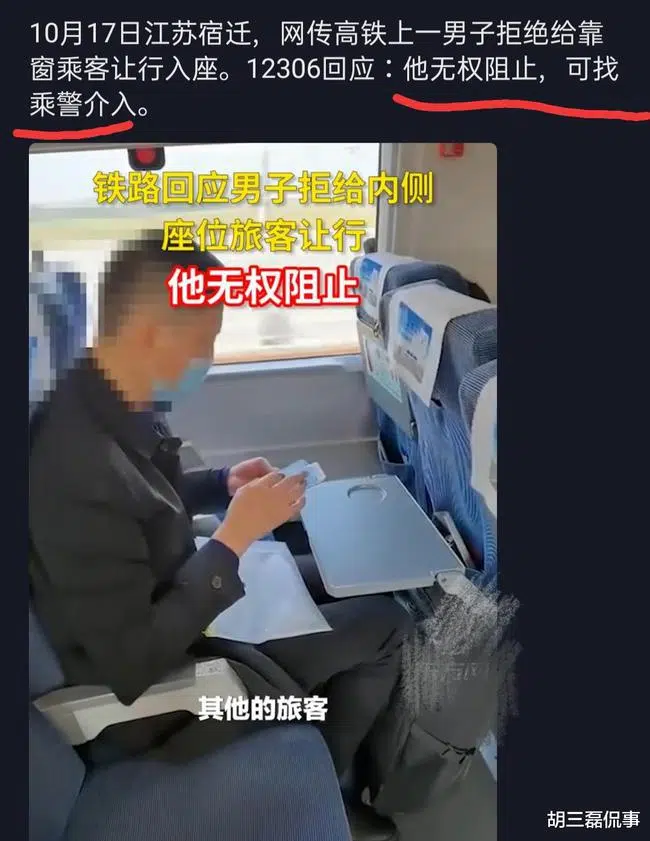 10月17日江苏宿迁，网传高铁上一男子拒绝给靠
窗乘客让行入座。12306回应：他无权阻止，可找
乘警介入。
铁路回应男子拒给内侧
座位旅客让行
他无权阻止
其他的旅客
胡三磊侃事